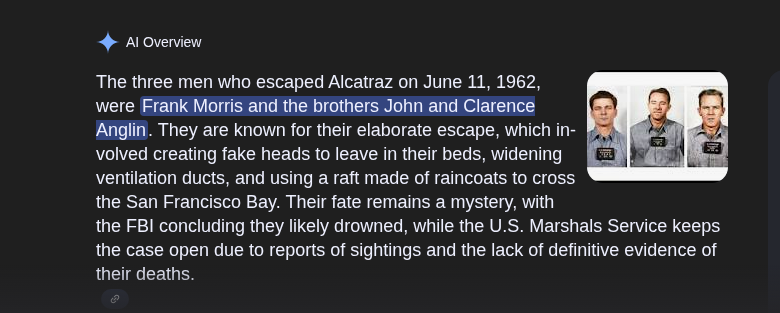 AI Overview
The three men who escaped Alcatraz on June 11, 1962,
were Frank Morris and the brothers John and Clarence
Anglin. They are known for their elaborate escape, which in-
volved creating fake heads to leave in their beds, widening
ventilation ducts, and using a raft made of raincoats to cross
the San Francisco Bay. Their fate remains a mystery, with
the FBI concluding they likely drowned, while the U.S. Marshals Service keeps
the case open due to reports of sightings and the lack of definitive evidence of
their deaths.